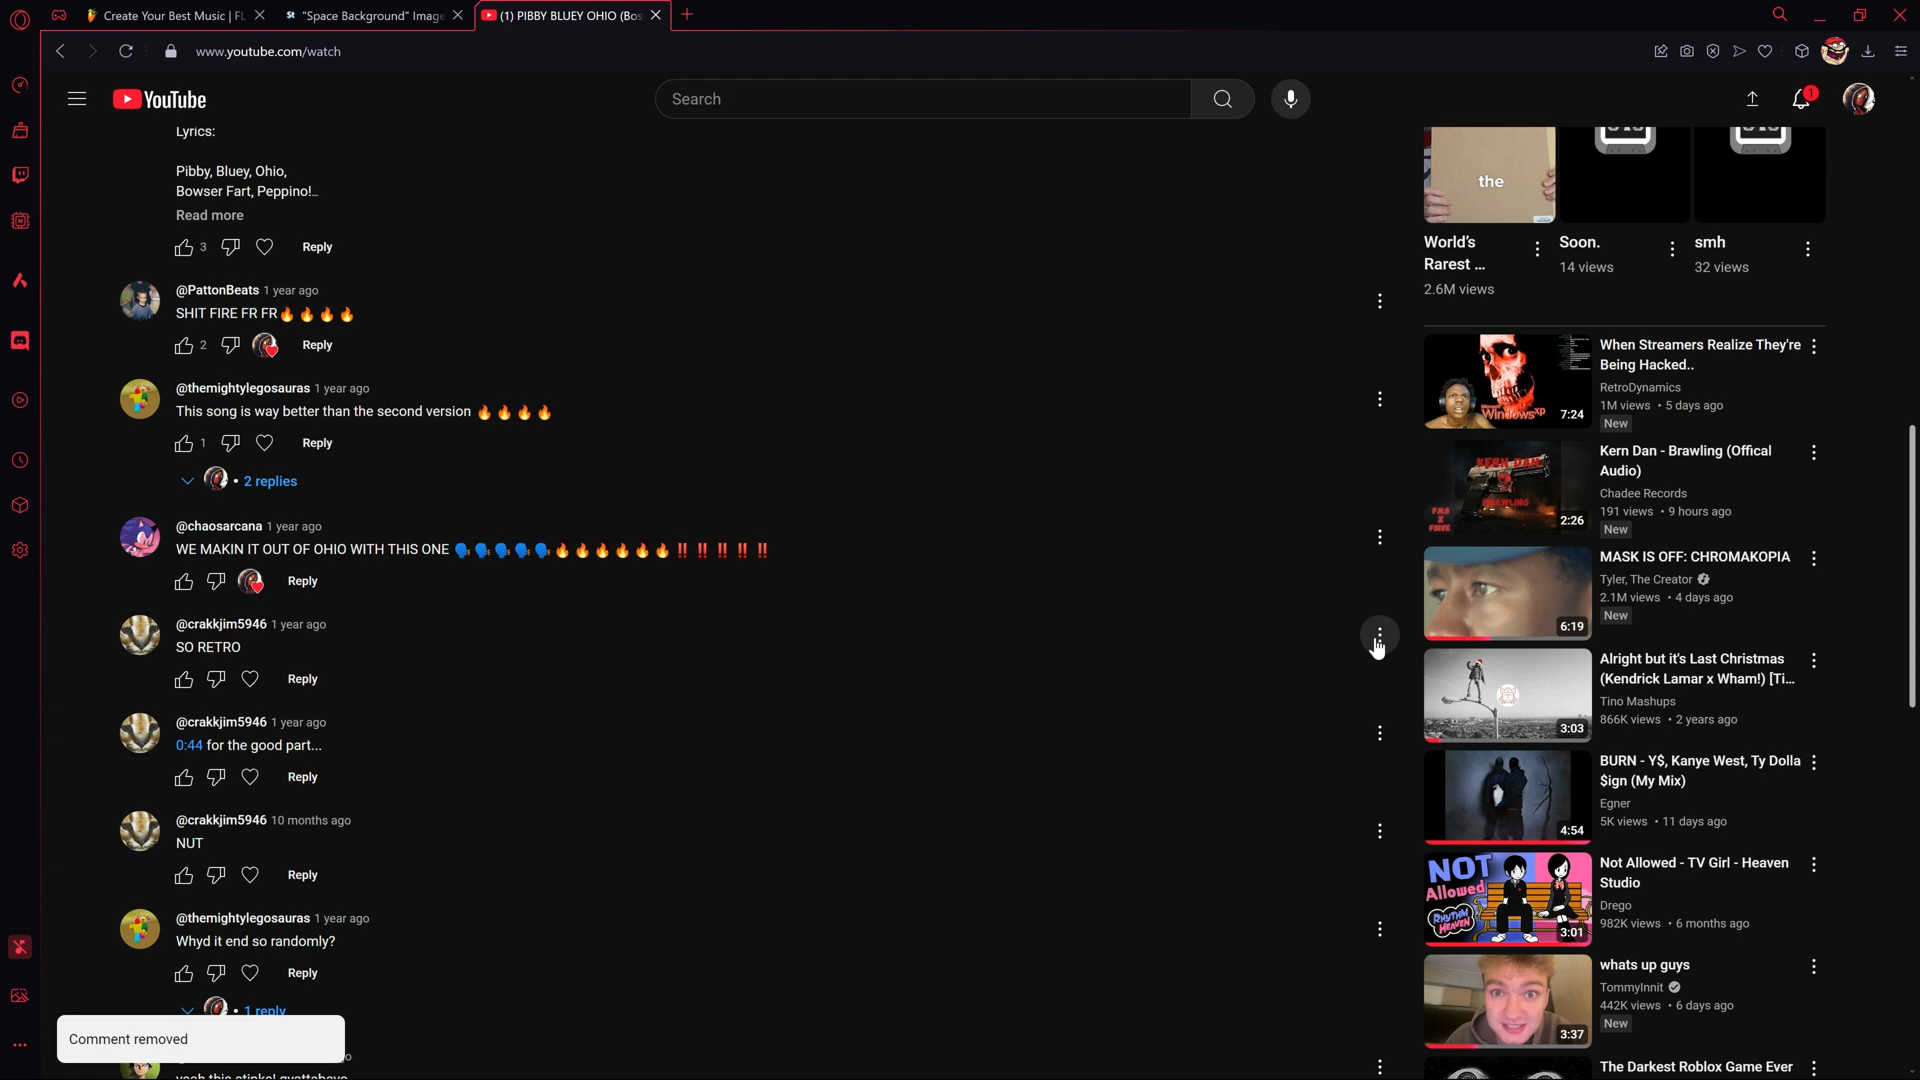 Create Your Best Music | FL
"Space Background" Image
(1) PIBBY BLUEY OHIO (Bos
www.youtube.com/watch
YouTube
Search
1
Lyrics:
Pibby, Bluey, Ohio,
Bowser Fart, Peppino!...
Read more
3
Reply
@PattonBeats 1 year ago
SHIT FIRE FR FR🔥🔥🔥🔥
2
Reply
@themightylegosauras 1 year ago
This song is way better than the second version 🔥🔥🔥🔥
1
Reply
• 2 replies
@chaosarcana 1 year ago
WE MAKIN IT OUT OF OHIO WITH THIS ONE 🗣🗣🗣🗣🗣🔥🔥🔥🔥🔥🔥‼‼‼‼‼
Reply
@crakkjim5946 1 year ago
SO RETRO
Reply
@crakkjim5946 1 year ago
0:44 for the good part...
Reply
@crakkjim5946 10 months ago
NUT
Reply
@themightylegosauras 1 year ago
Whyd it end so randomly?
Reply
• 1 reply
Comment removed
the
World's
Rarest ...
2.6M views
Soon.
14 views
smh
32 views
Windows xp
7:24
When Streamers Realize They're
Being Hacked..
RetroDynamics
1M views • 5 days ago
New
KERN DAN
BRAWLING
2:26
Kern Dan - Brawling (Offical
Audio)
Chadee Records
191 views • 9 hours ago
New
6:19
MASK IS OFF: CHROMAKOPIA
Tyler, The Creator
2.1M views • 4 days ago
New
3:03
Alright but it's Last Christmas
(Kendrick Lamar x Wham!) [Ti...
Tino Mashups
866K views • 2 years ago
4:54
BURN - Y$, Kanye West, Ty Dolla
$ign (My Mix)
Egner
5K views • 11 days ago
NOT
Allowed
RHYTHM
HEAVEN
3:01
Not Allowed - TV Girl - Heaven
Studio
Drego
982K views • 6 months ago
3:37
whats up guys
TommyInnit
442K views • 6 days ago
New
The Darkest Roblox Game Ever